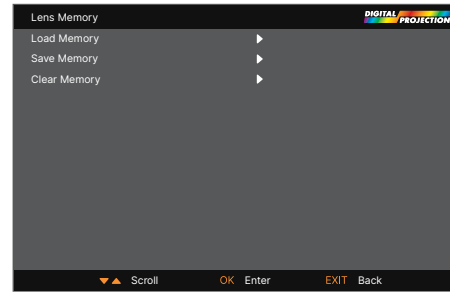 Lens Memory
DIGITAL PROJECTION
Load Memory
Save Memory
Clear Memory
Scroll OK Enter EXIT Back